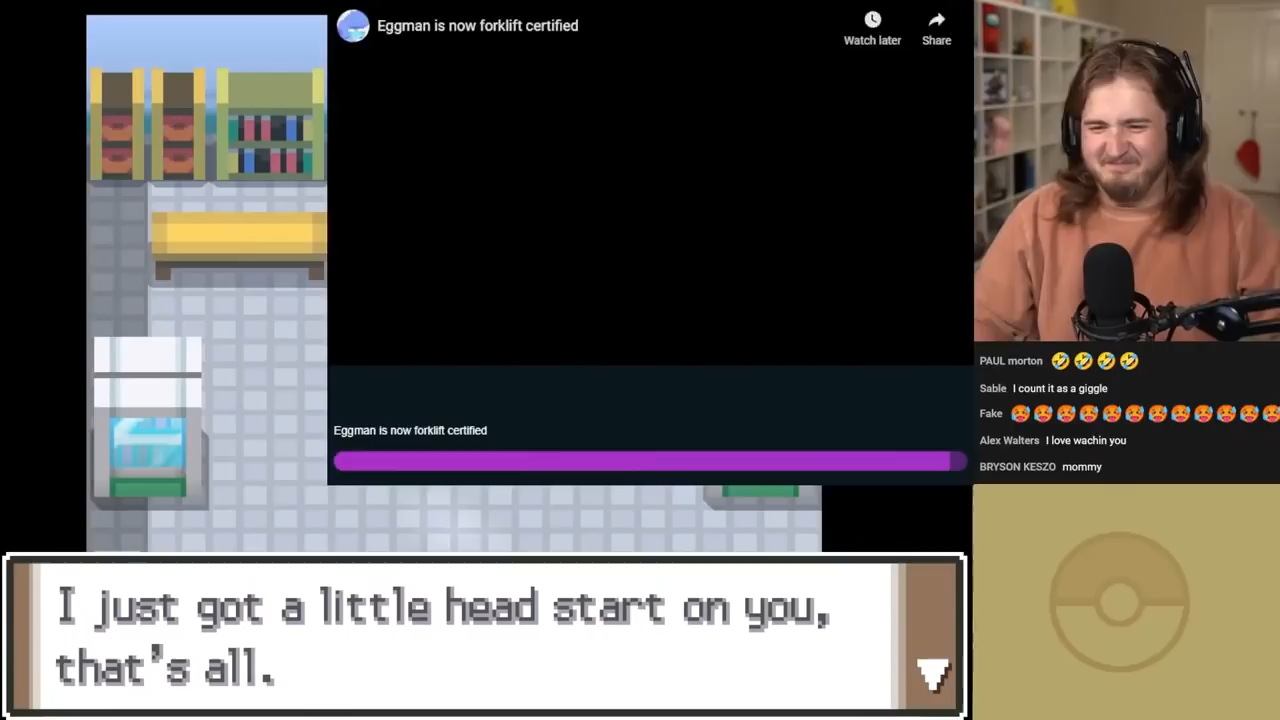 Eggman is now forklift certified
Watch later
Share
PAUL morton
Sable I count it as a giggle
Fake
Alex Walters I love wachin you
BRYSON KESZO mommy
Eggman is now forklift certified
I just got a little head start on you,
that's all.